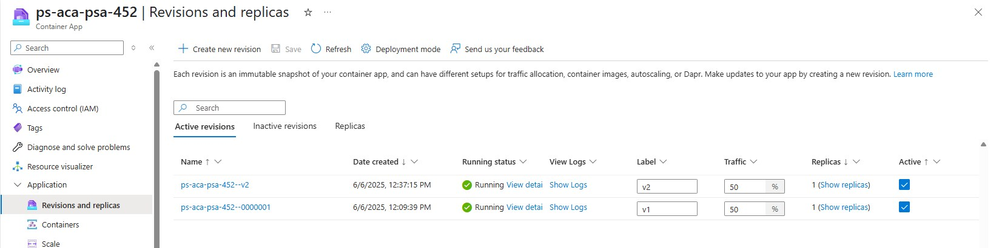 ps-aca-psa-452 | Revisions and replicas
Container App
Search
Overview
Activity log
Access control (IAM)
Tags
Diagnose and solve problems
Resource visualizer
Application
Revisions and replicas
Containers
Scale
Create new revision Save Refresh Deployment mode Send us your feedback
Each revision is an immutable snapshot of your container app, and can have different setups for traffic allocation, container images, autoscaling, or Dapr. Make updates to your app by creating a new revision. Learn more
Search
Active revisions Inactive revisions Replicas
Name ↑ Date created ↓ Running status View Logs Label Traffic Replicas ↓ Active ↑
ps-aca-psa-452--v2 6/6/2025, 12:37:15 PM Running View detai Show Logs v2 50 % 1 (Show replicas)
ps-aca-psa-452--0000001 6/6/2025, 12:09:39 PM Running View detai Show Logs v1 50 % 1 (Show replicas)